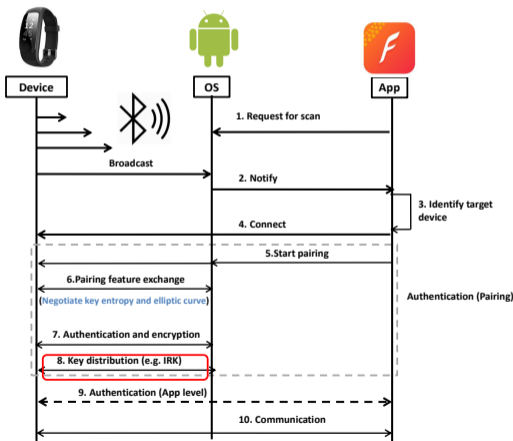 Device
OS
App
1. Request for scan
Broadcast
2. Notify
3. Identify target
device
4. Connect
5.Start pairing
6.Pairing feature exchange
(Negotiate key entropy and elliptic curve)
Authentication (Pairing)
7. Authentication and encryption
8. Key distribution (e.g. IRK)
9. Authentication (App level)
10. Communication